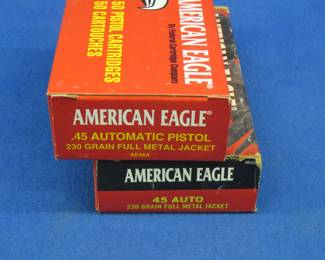 50 PISTOL CARTRIDGES
50 CARTOUCHES
AMERICAN EAGLE
By Federal Cartridge Company
AMERICAN EAGLE®
.45 AUTOMATIC PISTOL
230 GRAIN FULL METAL JACKET
AE45A
AMERICAN EAGLE
45 AUTO
230 GRAIN FULL METAL JACKET